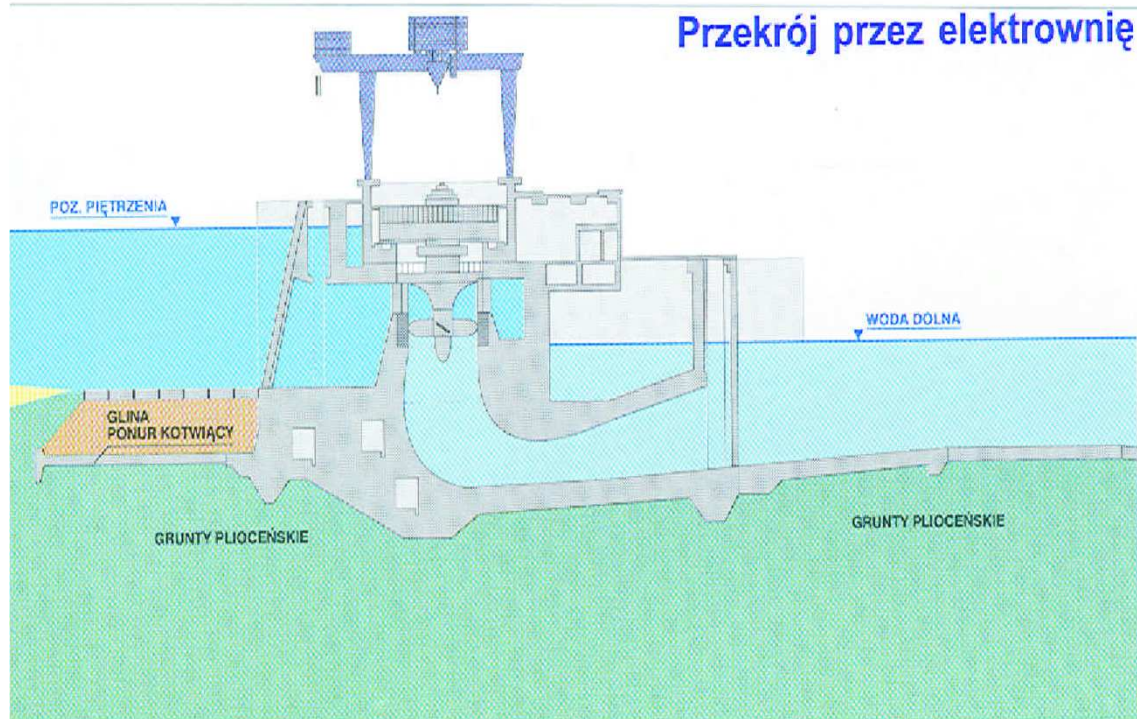 Przekrój przez elektrownię
POZ. PIĘTRZENIA
WODA DOLNA
GLINA
PONUR KOTWIĄCY
GRUNTY PLIOCEŃSKIE
GRUNTY PLIOCEŃSKIE